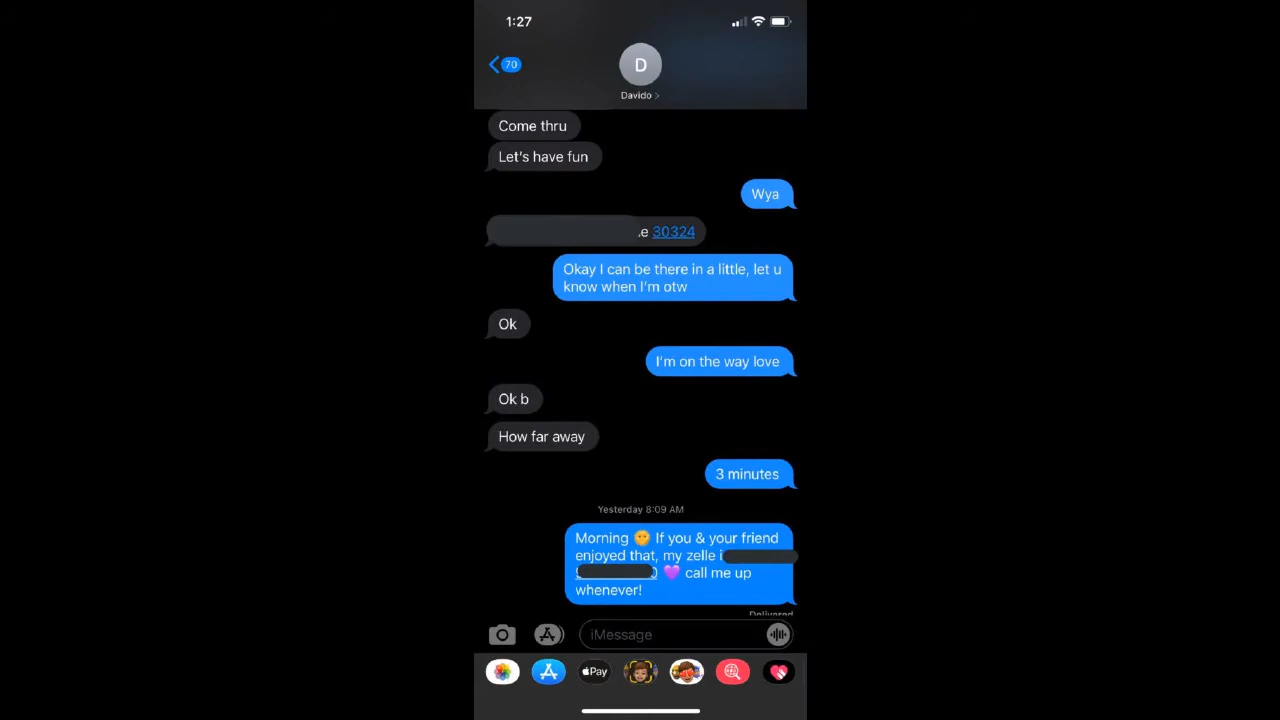 1:27
70
D
Davido >
Come thru
Let's have fun
Wya
.e 30324
Okay I can be there in a little, let u
know when I'm otw
Ok
I'm on the way love
Ok b
How far away
3 minutes
Yesterday 8:09 AM
Morning 🌝 If you & your friend
enjoyed that, my zelle i
💜 call me up
whenever!
Delivered
iMessage
Pay